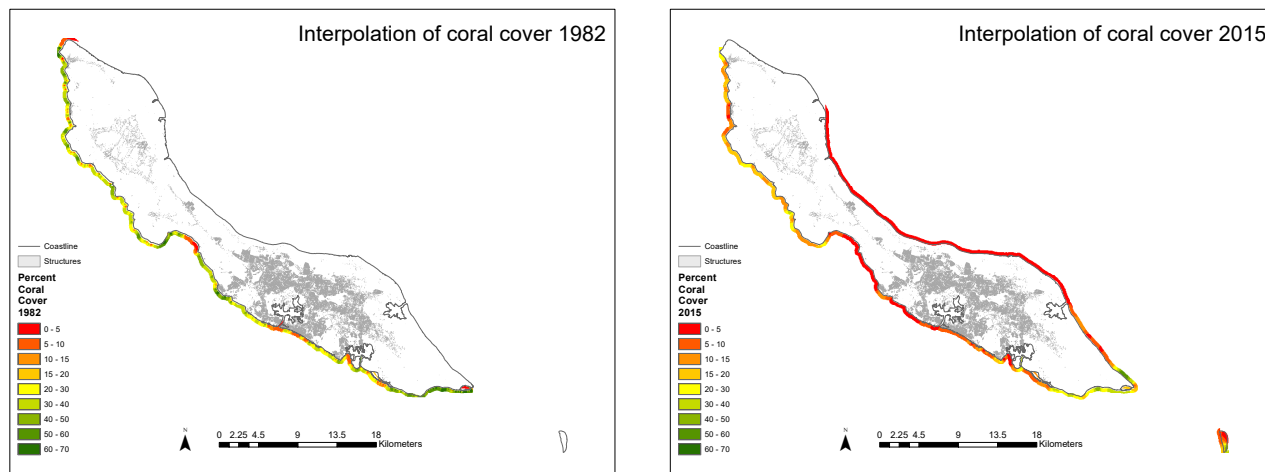 Interpolation of coral cover 1982
Coastline
Structures
Percent
Coral
Cover
1982
0 - 5
5 - 10
10 - 15
15 - 20
20 - 30
30 - 40
40 - 50
50 - 60
60 - 70
N
0 2.25 4.5 9 13.5 18
Kilometers
Interpolation of coral cover 2015
Coastline
Structures
Percent
Coral
Cover
2015
0 - 5
5 - 10
10 - 15
15 - 20
20 - 30
30 - 40
40 - 50
50 - 60
60 - 70
N
0 2.25 4.5 9 13.5 18
Kilometers